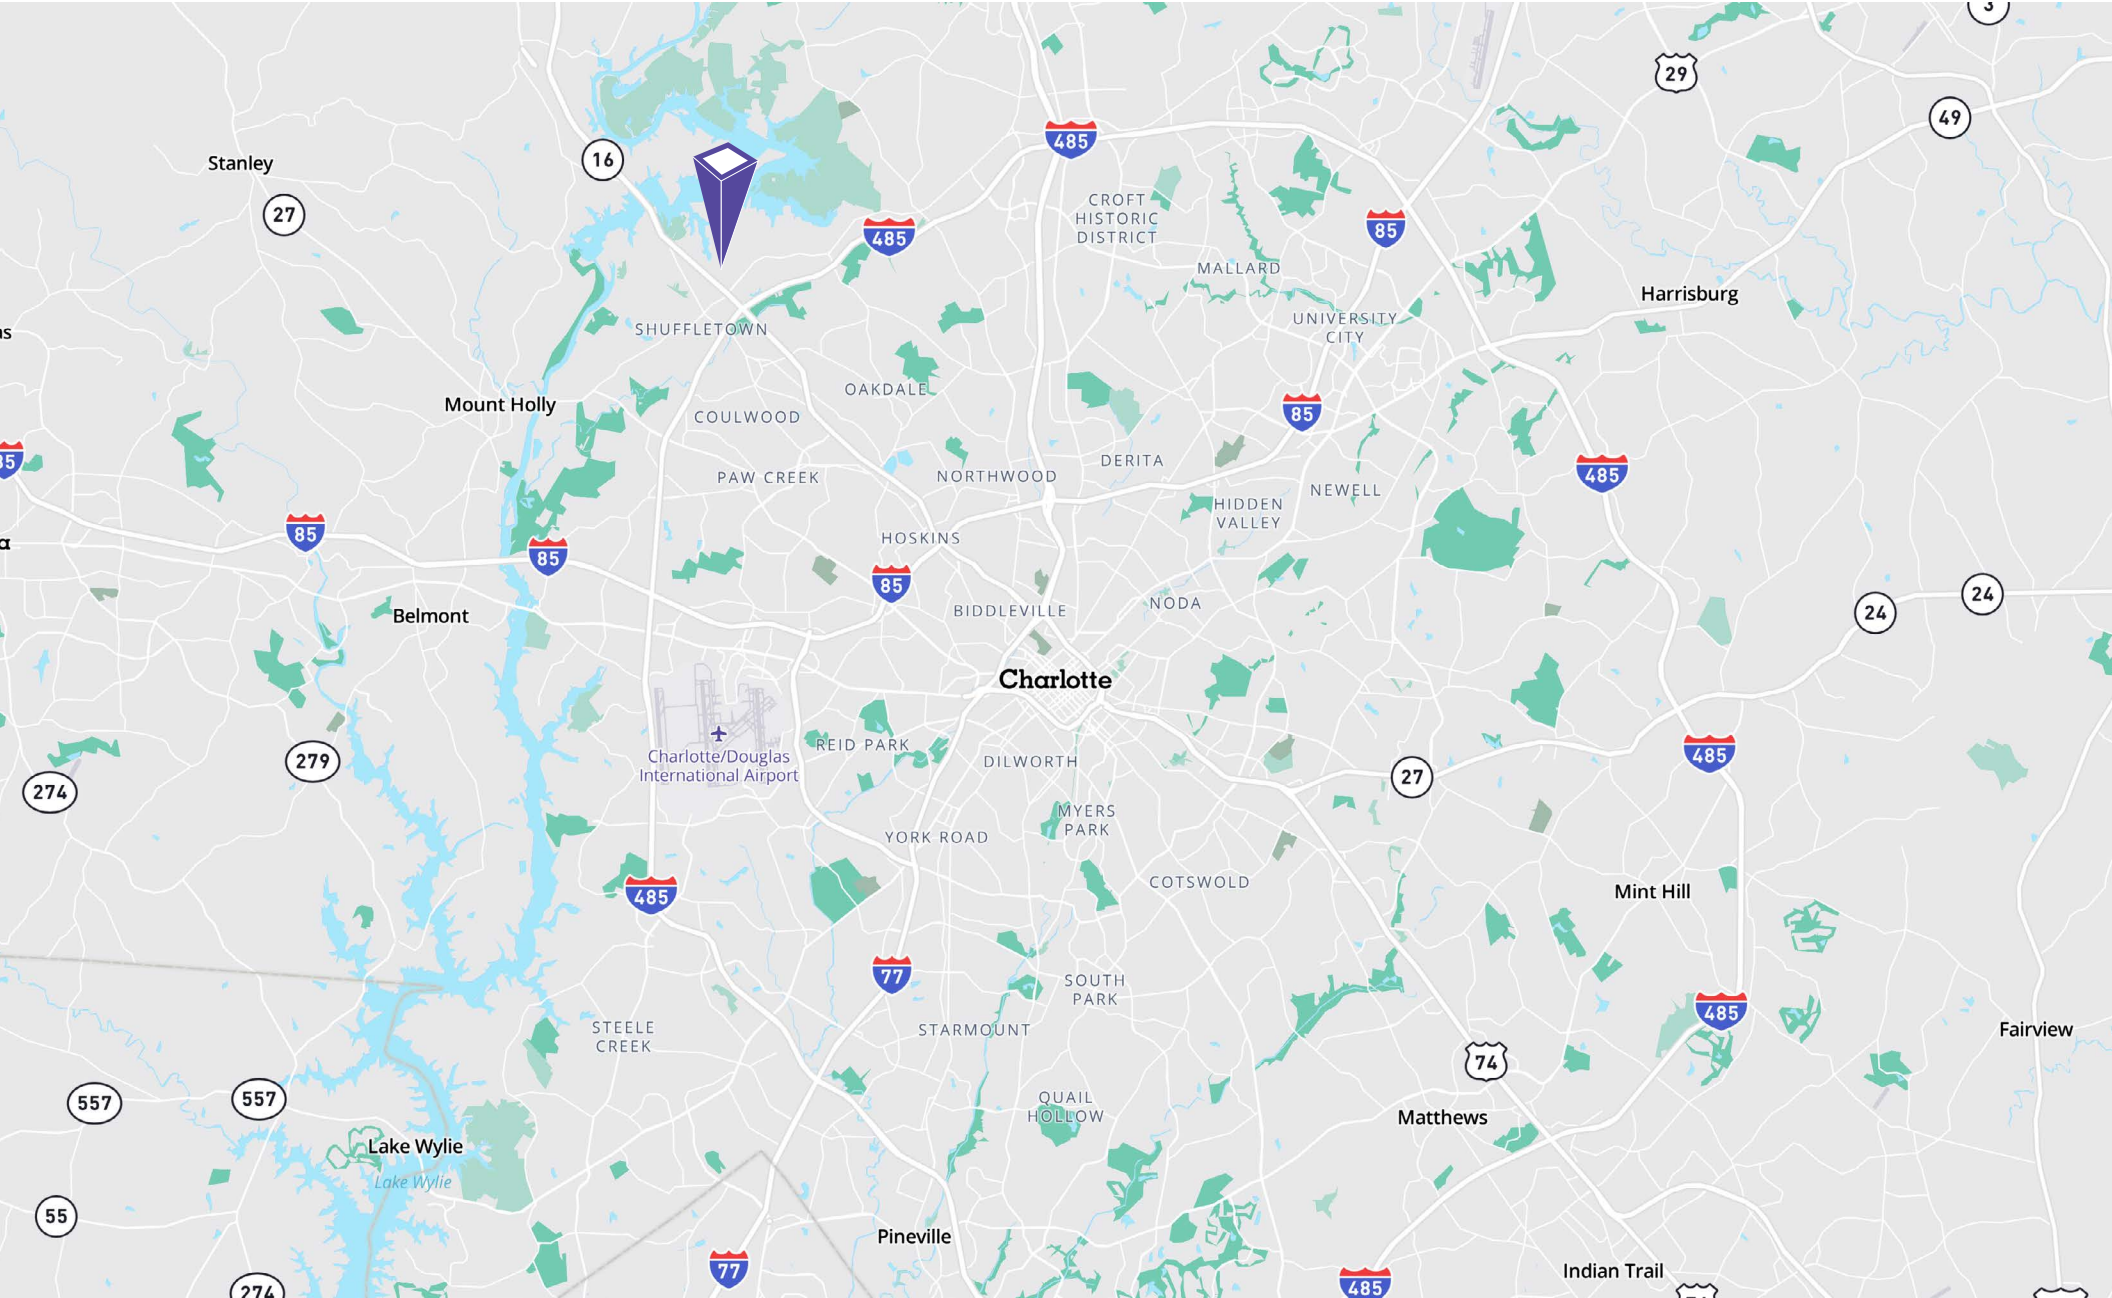 3
29
49
485
16
Stanley
27
CROFT
HISTORIC
DISTRICT
485
85
MALLARD
Harrisburg
UNIVERSITY
CITY
SHUFFLETOWN
OAKDALE
Mount Holly
COULWOOD
85
DERITA
PAW CREEK
NORTHWOOD
NEWELL
485
HIDDEN
VALLEY
85
HOSKINS
85
85
BIDDLEVILLE
NODA
24
24
Belmont
Charlotte
REID PARK
DILWORTH
Charlotte/Douglas
International Airport
279
274
27
485
MYERS
PARK
YORK ROAD
COTSWOLD
Mint Hill
485
77
SOUTH
PARK
485
STEELE
CREEK
STARMOUNT
Fairview
74
557
557
QUAIL
HOLLOW
Matthews
Lake Wylie
Lake Wylie
55
Pineville
77
Indian Trail
485
274